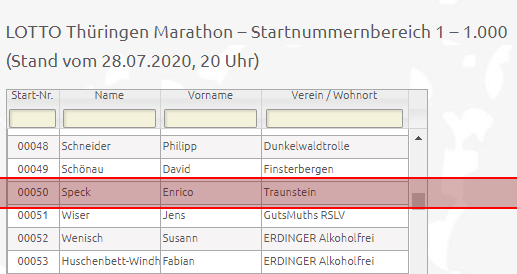 LOTTO Thüringen Marathon – Startnummernbereich 1 – 1.000
(Stand vom 28.07.2020, 20 Uhr)
Start-Nr. Name Vorname Verein / Wohnort
00048 Schneider Philipp Dunkelwaldtrolle
00049 Schönau David Finsterbergen
00050 Speck Enrico Traunstein
00051 Wiser Jens GutsMuths RSLV
00052 Wenisch Susann ERDINGER Alkoholfrei
00053 Huschenbett-Windh Fabian ERDINGER Alkoholfrei